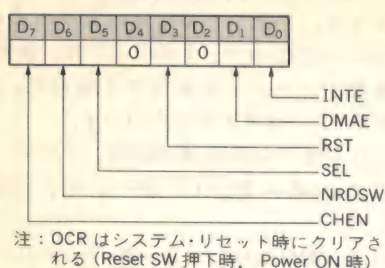 D₇ D₆ D₅ D₄ D₃ D₂ D₁ D₀
0 0
INTE
DMAE
RST
SEL
NRDSW
CHEN
注：OCR はシステム・リセット時にクリアさ
れる（Reset SW 押下時，Power ON 時）